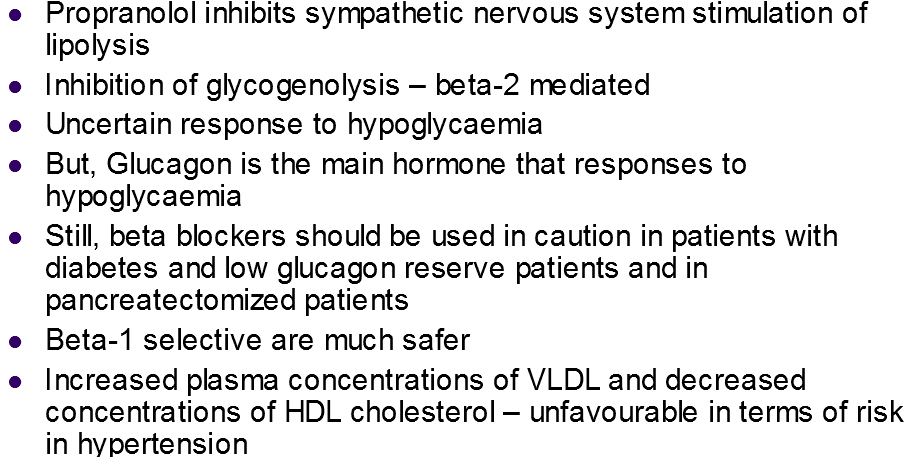 • Propranolol inhibits sympathetic nervous system stimulation of
lipolysis
• Inhibition of glycogenolysis – beta-2 mediated
• Uncertain response to hypoglycaemia
• But, Glucagon is the main hormone that responses to
hypoglycaemia
• Still, beta blockers should be used in caution in patients with
diabetes and low glucagon reserve patients and in
pancreatectomized patients
• Beta-1 selective are much safer
• Increased plasma concentrations of VLDL and decreased
concentrations of HDL cholesterol – unfavourable in terms of risk
in hypertension